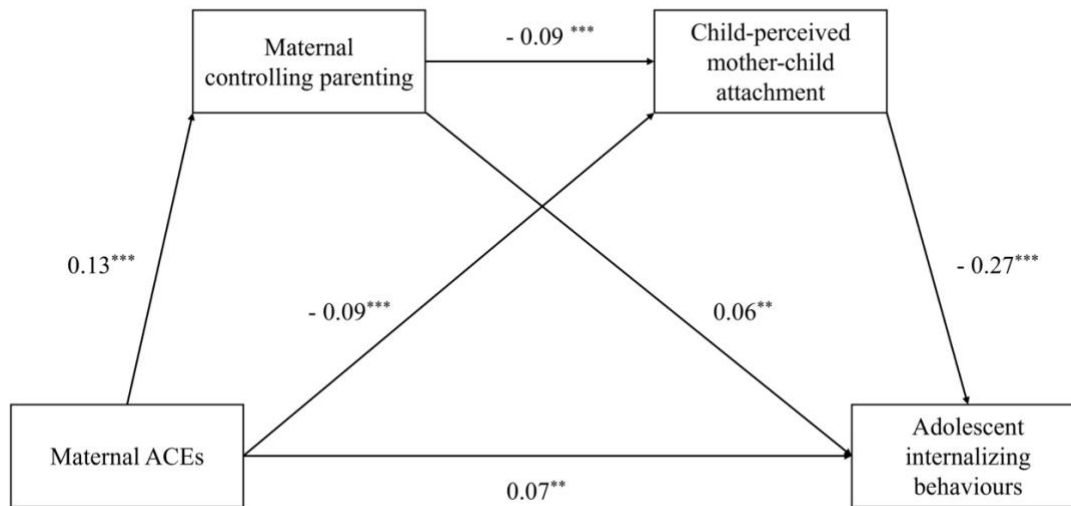 Maternal
controlling parenting
- 0.09 ***
Child-perceived
mother-child
attachment
0.13***
- 0.09***
0.06**
- 0.27***
Maternal ACEs
0.07**
Adolescent
internalizing
behaviours